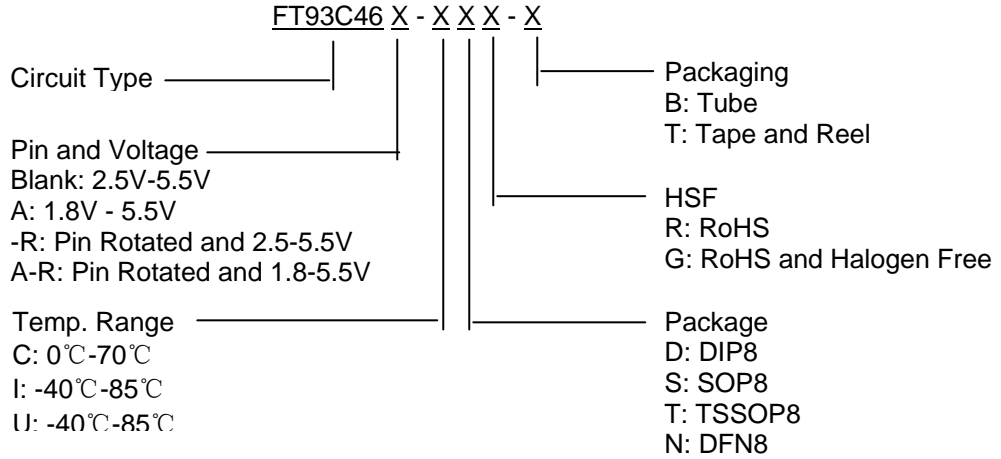 FT93C46 X - X X X - X
Circuit Type
Pin and Voltage
Blank: 2.5V-5.5V
A: 1.8V - 5.5V
-R: Pin Rotated and 2.5-5.5V
A-R: Pin Rotated and 1.8-5.5V
Temp. Range
C: 0℃-70℃
I: -40℃-85℃
U: -40℃-85℃
Packaging
B: Tube
T: Tape and Reel
HSF
R: RoHS
G: RoHS and Halogen Free
Package
D: DIP8
S: SOP8
T: TSSOP8
N: DFN8